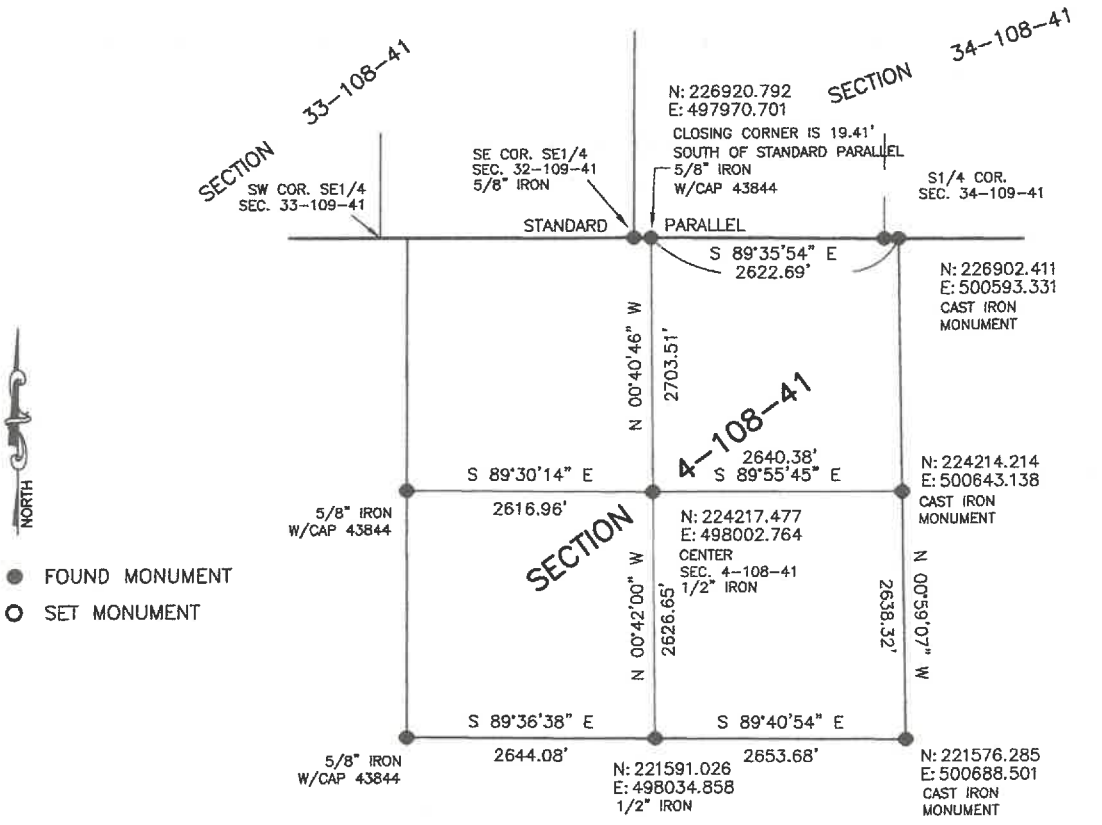 33-108-41
SECTION
34-108-41
SECTION
N: 226920.792
E: 497970.701
CLOSING CORNER IS 19.41'
SOUTH OF STANDARD PARALLEL
5/8" IRON
W/CAP 43844
SE COR. SE1/4
SEC. 32-109-41
5/8" IRON
SW COR. SE1/4
SEC. 33-109-41
S1/4 COR.
SEC. 34-109-41
STANDARD PARALLEL
S 89°35'54" E
2622.69'
N: 226902.411
E: 500593.331
CAST IRON
MONUMENT
N 00°40'46" W
2703.51'
4-108-41
SECTION
S 89°30'14" E
2616.96'
2640.38'
S 89°55'45" E
N: 224214.214
E: 500643.138
CAST IRON
MONUMENT
5/8" IRON
W/CAP 43844
N: 224217.477
E: 498002.764
CENTER
SEC. 4-108-41
1/2" IRON
NORTH
FOUND MONUMENT
SET MONUMENT
N 00°42'00" W
2626.65'
2638.32'
N 00°59'07" W
S 89°36'38" E
2644.08'
S 89°40'54" E
2653.68'
5/8" IRON
W/CAP 43844
N: 221591.026
E: 498034.858
1/2" IRON
N: 221576.285
E: 500688.501
CAST IRON
MONUMENT